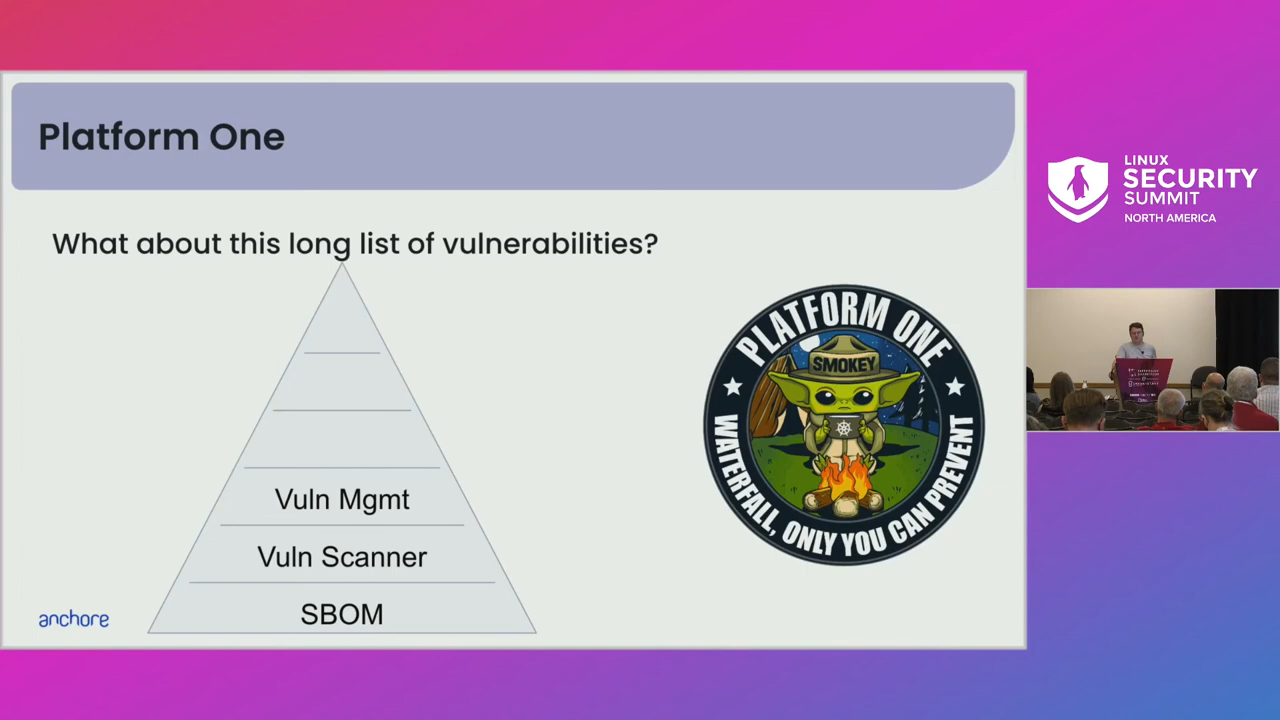 Platform One
What about this long list of vulnerabilities?
Vuln Mgmt
Vuln Scanner
SBOM
anchore
PLATFORM ONE
SMOKEY
WATERFALL, ONLY YOU CAN PREVENT
LINUX
SECURITY
SUMMIT
NORTH AMERICA